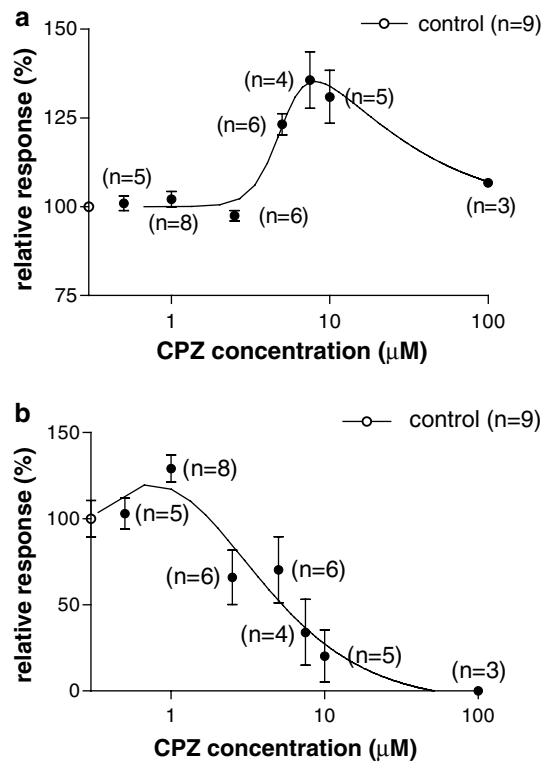 a
control (n=9)
150
(n=4)
(n=5)
(n=6)
125
relative response (%)
(n=5)
100
(n=8)
(n=6)
(n=3)
75
1
10
100
CPZ concentration (μM)
b
control (n=9)
150
(n=8)
100
(n=5)
relative response (%)
(n=6)
(n=6)
50
(n=4)
(n=5)
(n=3)
0
1
10
100
CPZ concentration (μM)